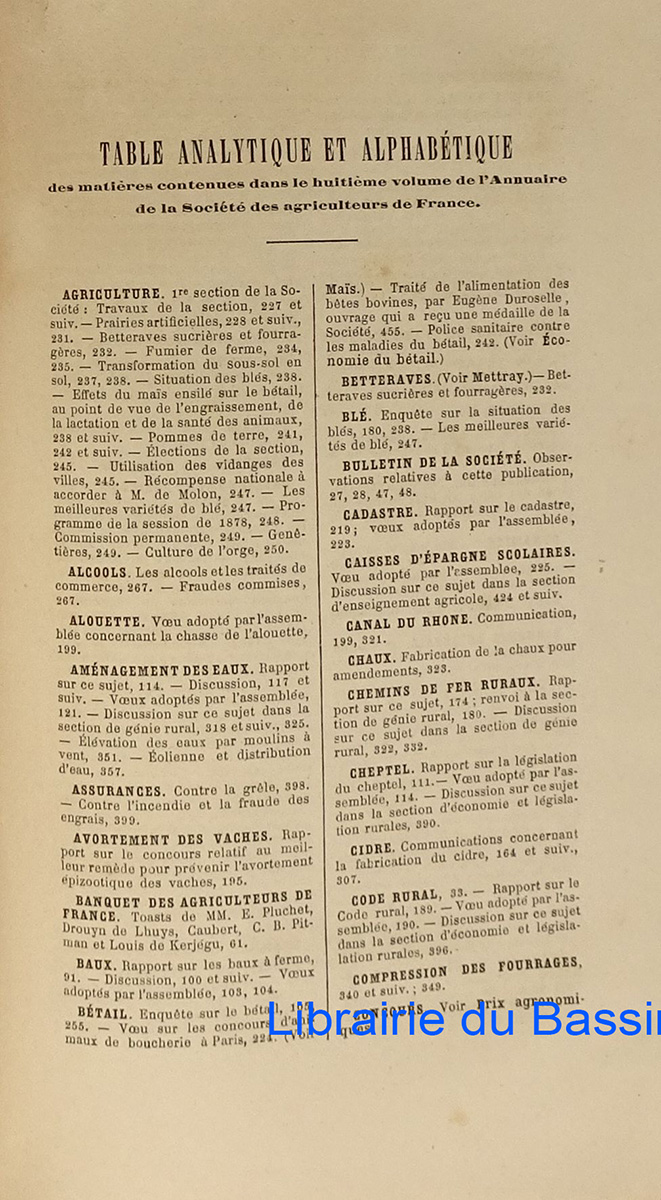 TABLE ANALYTIQUE ET ALPHABÉTIQUE
des matières contenues dans le huitième volume de l'Annuaire
de la Société des agriculteurs de France.
AGRICULTURE. 1re section de la So-
ciété : Travaux de la section, 227 et
suiv. — Prairies artificielles, 228 et suiv.,
231. — Betteraves sucrières et fourra-
gères, 232. — Fumier de ferme, 234,
235. — Transformation du sous-sol en
sol, 237, 238. — Situation des blés, 238.
— Effets du maïs ensilé sur le bétail,
au point de vue de l'engraissement, de
la lactation et de la santé des animaux,
238 et suiv. — Pommes de terre, 241,
242 et suiv. — Élections de la section,
245. — Utilisation des vidanges des
villes, 245. — Récompense nationale à
accorder à M. de Molon, 247. — Les
meilleures variétés de blé, 247. — Pro-
gramme de la session de 1878, 248. —
Commission permanente, 249. — Genê-
tières, 249. — Culture de l'orge, 250.
ALCOOLS. Les alcools et les traités de
commerce, 267. — Fraudes commises,
267.
ALOUETTE. Vœu adopté par l'assem-
blée concernant la chasse de l'alouette,
199.
AMÉNAGEMENT DES EAUX. Rapport
sur ce sujet, 114. — Discussion, 117 et
suiv. — Vœux adoptés par l'assemblée,
121. — Discussion sur ce sujet dans la
section de génie rural, 318 et suiv., 325.
— Élévation des eaux par moulins à
vent, 351. — Éolienne et distribution
d'eau, 357.
ASSURANCES. Contre la grêle, 398.
— Contre l'incendie et la fraude des
engrais, 399.
AVORTEMENT DES VACHES. Rap-
port sur le concours relatif au meil-
leur remède pour prévenir l'avortement
épizootique des vaches, 195.
BANQUET DES AGRICULTEURS DE
FRANCE. Toasts de MM. E. Pluchet,
Drouyn de Lhuys, Caubert, C. B. Pit-
man et Louis de Kerjégu, 61.
BAUX. Rapport sur les baux à ferme,
91. — Discussion, 100 et suiv. — Vœux
adoptés par l'assemblée, 103, 104.
BÉTAIL. Enquête sur le bétail,
255. — Vœu sur les concours d'ani-
maux de boucherie à Paris, 224. (Voir
Maïs.) — Traité de l'alimentation des
bêtes bovines, par Eugène Duroselle,
ouvrage qui a reçu une médaille de la
Société, 455. — Police sanitaire contre
les maladies du bétail, 242. (Voir Éco-
nomie du bétail.)
BETTERAVES. (Voir Mettray.) — Bet-
teraves sucrières et fourragères, 232.
BLÉ. Enquête sur la situation des
blés, 180, 238. — Les meilleures varié-
tés de blé, 247.
BULLETIN DE LA SOCIÉTÉ. Obser-
vations relatives à cette publication,
27, 28, 47, 48.
CADASTRE. Rapport sur le cadastre,
219; vœux adoptés par l'assemblée,
223.
CAISSES D'ÉPARGNE SCOLAIRES.
Vœu adopté par l'assemblee, 225. —
Discussion sur ce sujet dans la section
d'enseignement agricole, 424 et suiv.
CANAL DU RHONE. Communication,
199, 321.
CHAUX. Fabrication de la chaux pour
amendements, 323.
CHEMINS DE FER RURAUX. Rap-
port sur ce sujet, 174 ; renvoi à la sec-
tion de génie rural, 180. — Discussion
sur ce sujet dans la section de génie
rural, 322, 332.
CHEPTEL. Rapport sur la législation
du cheptel, 111. — Vœu adopté par l'as-
semblée, 114. — Discussion sur ce sujet
dans la section d'économie et législa-
tion rurales, 390.
CIDRE. Communications concernant
la fabrication du cidre, 164 et suiv.,
307.
CODE RURAL, 33. — Rapport sur le
Code rural, 189. — Vœu adopté par l'as-
semblée, 190. — Discussion sur ce sujet
dans la section d'économie et législa-
lation rurales, 396.
COMPRESSION DES FOURRAGES,
340 et suiv. ; 349.
CONCOURS. Voir Prix agronomi-
ques
Librairie du Bassin